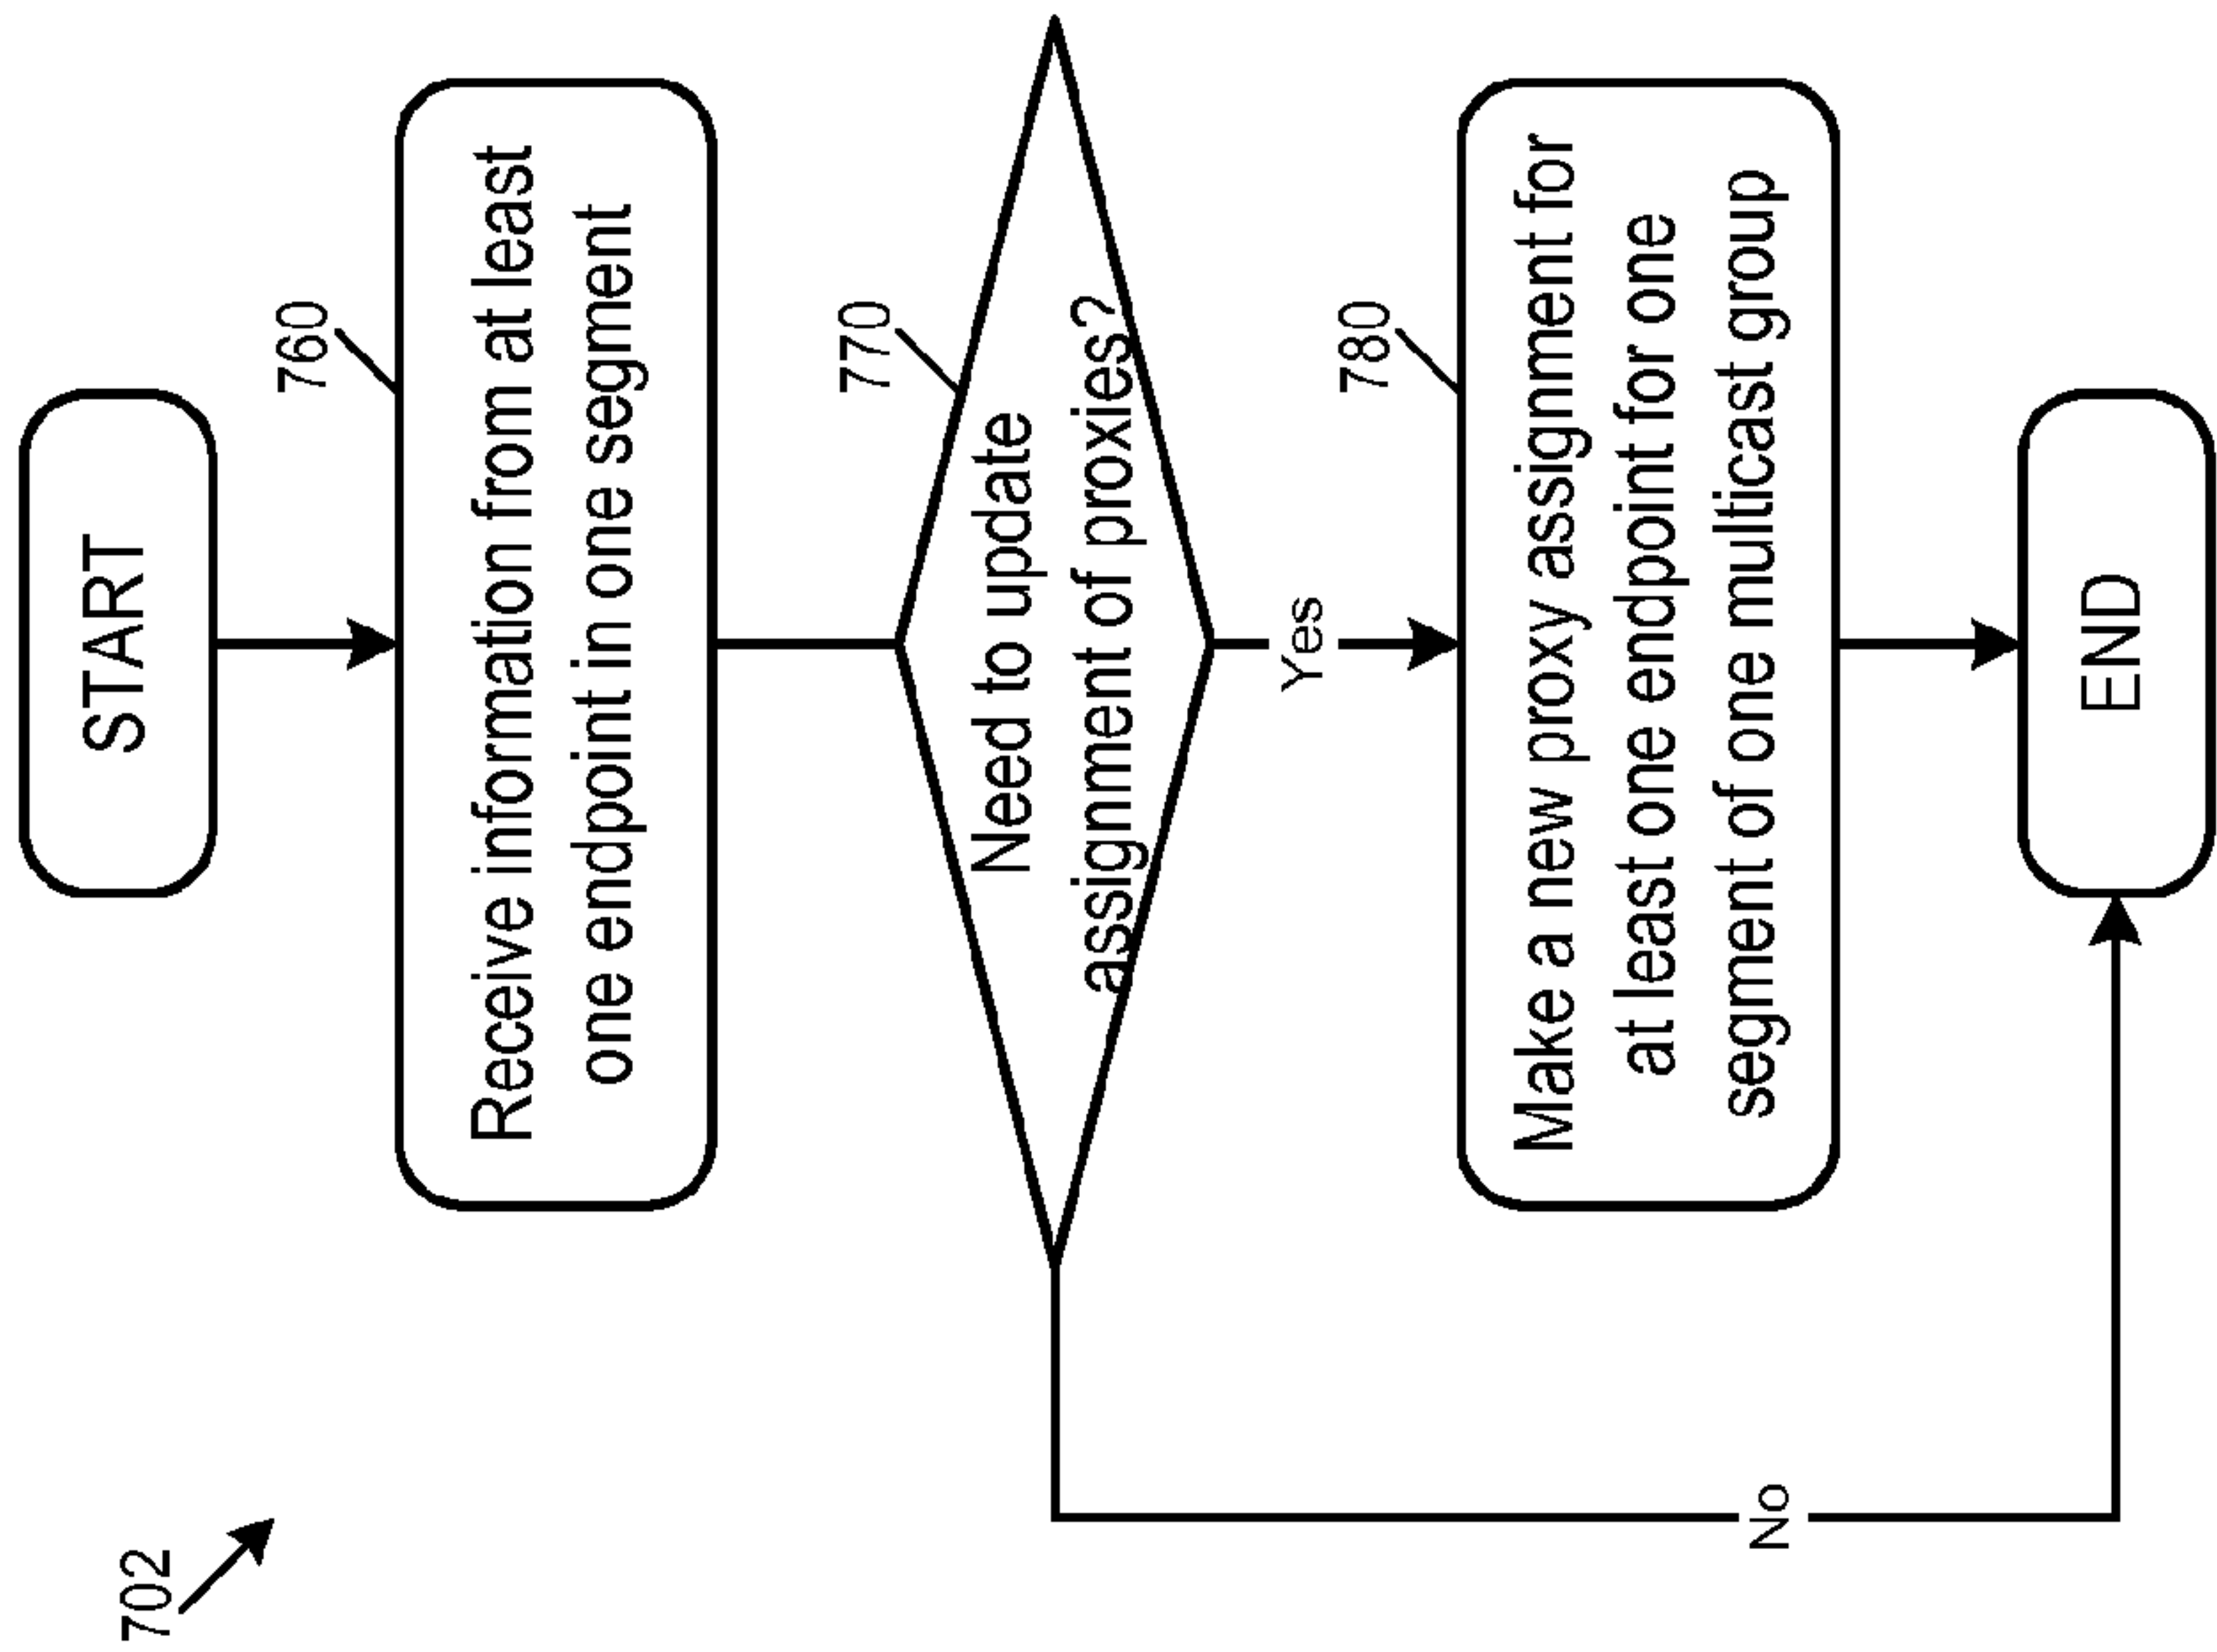 702
START
760
Receive information from at least
one endpoint in one segment
770
Need to update
assignment of proxies?
Yes
780
Make a new proxy assignment for
at least one endpoint for one
segment of one multicast group
No
END